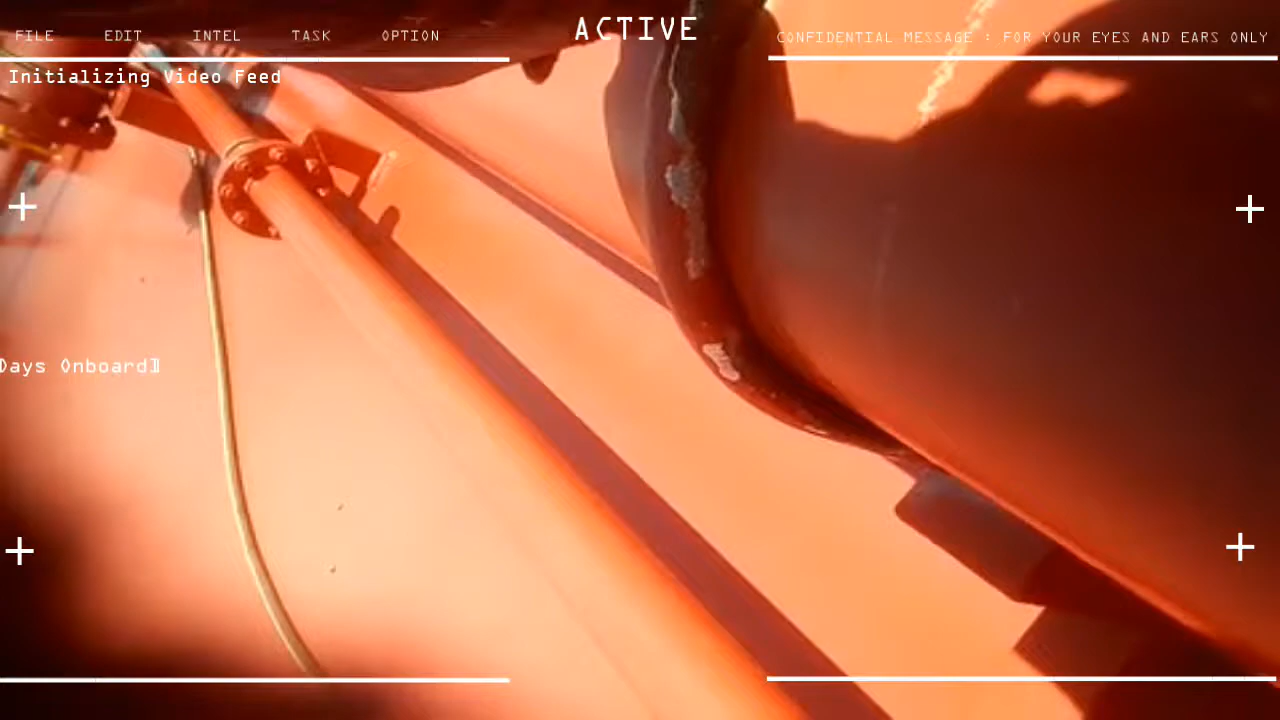 FILE EDIT INTEL TASK OPTION
ACTIVE
CONFIDENTIAL MESSAGE : FOR YOUR EYES AND EARS ONLY
Initializing Video Feed
Days Onboard]